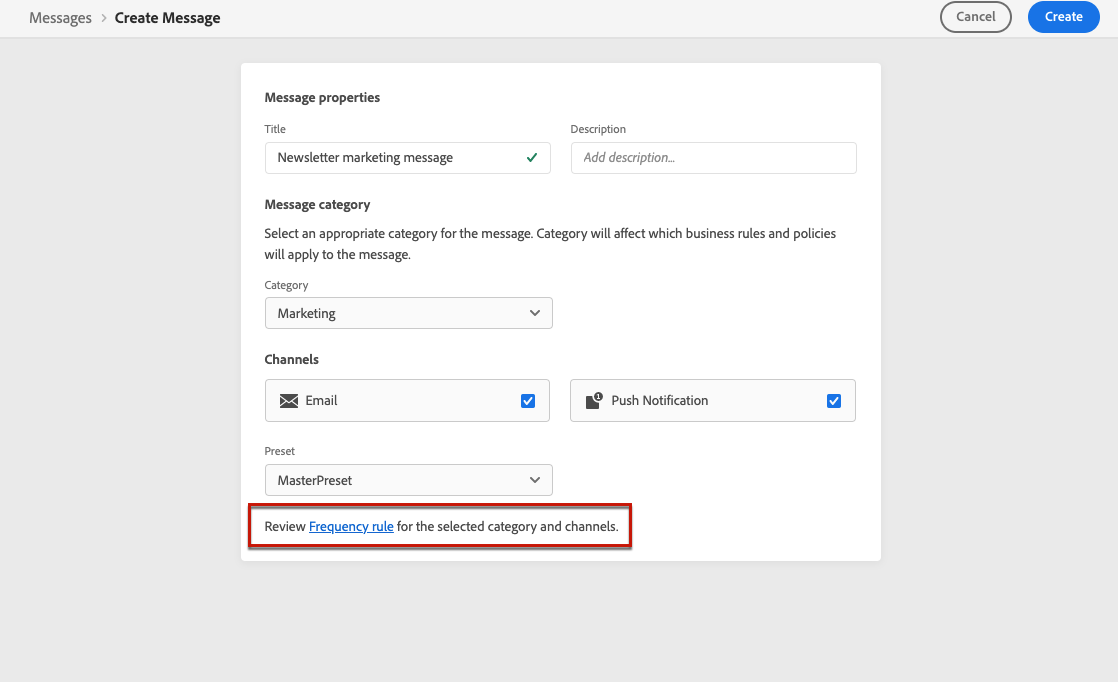 Messages > Create Message
Cancel
Create
Message properties
Title
Description
Newsletter marketing message
Add description...
Message category
Select an appropriate category for the message. Category will affect which business rules and policies
will apply to the message.
Category
Marketing
Channels
Email
1
Push Notification
Preset
MasterPreset
Review Frequency rule for the selected category and channels.